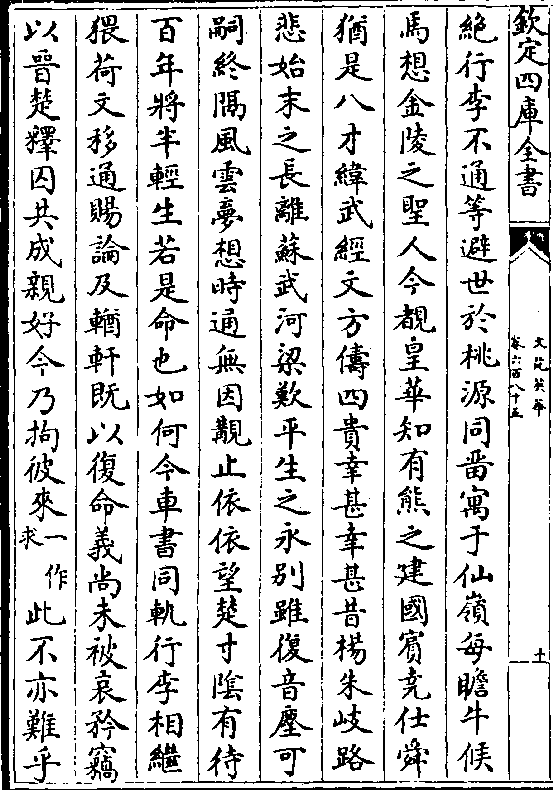 欽定四庫全書
文苑英華
卷六百八十五
十
絶行李不通等避世於桃源同畱寓于仙嶺每瞻牛候
馬想金陵之聖人今覩皇華知有熊之建國賓堯仕舜
猶是八才緯武經文方儔四貴幸甚幸甚昔楊朱岐路
悲始末之長離蘇武河梁歎平生之永别雖復音塵可
嗣終隔風雲夢想時通無因覯止依依望楚寸陰有待
百年將半輕生若是命也如何今車書同軌行李相繼
猥荷文移通賜論及輶軒既以復命義尚未被哀矜竊
以晉楚釋囚共成親好今乃拘彼來一作求此不亦難乎